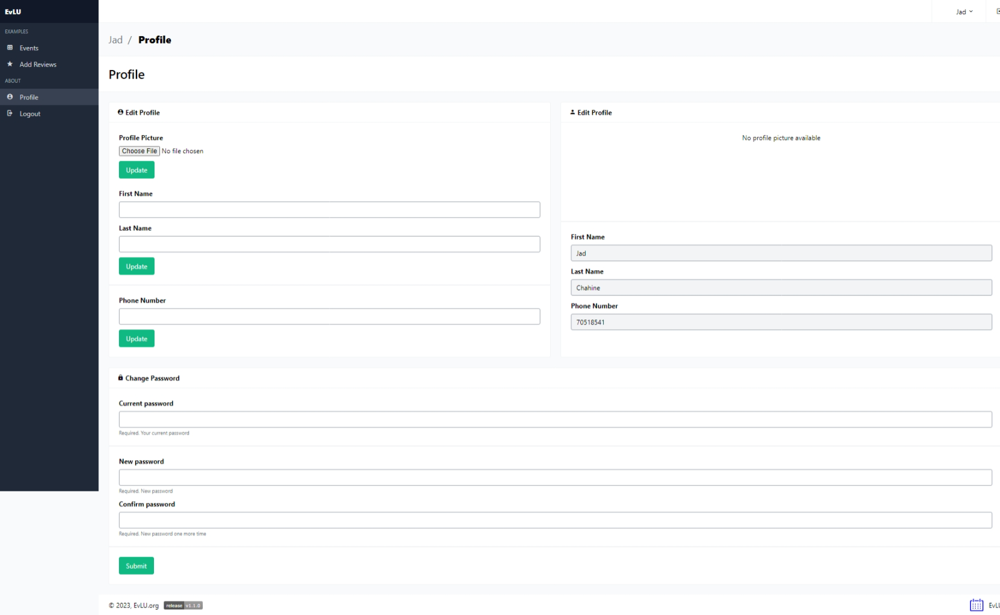 EvLU
Jad
EXAMPLES
Events
Add Reviews
ABOUT
Profile
Logout
Jad / Profile
Profile
Edit Profile
Profile Picture
Choose File No file chosen
Update
First Name
Last Name
Update
Phone Number
Update
Edit Profile
No profile picture available
First Name
Jad
Last Name
Chahine
Phone Number
70518541
Change Password
Current password
Required. Your current password
New password
Required. New password
Confirm password
Required. New password one more time
Submit
© 2023, EvLU.org release v1.1.0
EvLU